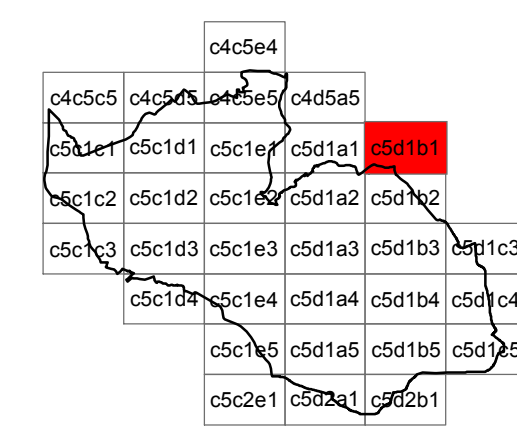 c4c5e4
c4c5c5 c4c5d5 c4c5e5 c4d5a5
c5c1c1 c5c1d1 c5c1e1 c5d1a1 c5d1b1
c5c1c2 c5c1d2 c5c1e2 c5d1a2 c5d1b2
c5c1c3 c5c1d3 c5c1e3 c5d1a3 c5d1b3 c5d1c3
c5c1d4 c5c1e4 c5d1a4 c5d1b4 c5d1c4
c5c1e5 c5d1a5 c5d1b5 c5d1c5
c5c2e1 c5d2a1 c5d2b1